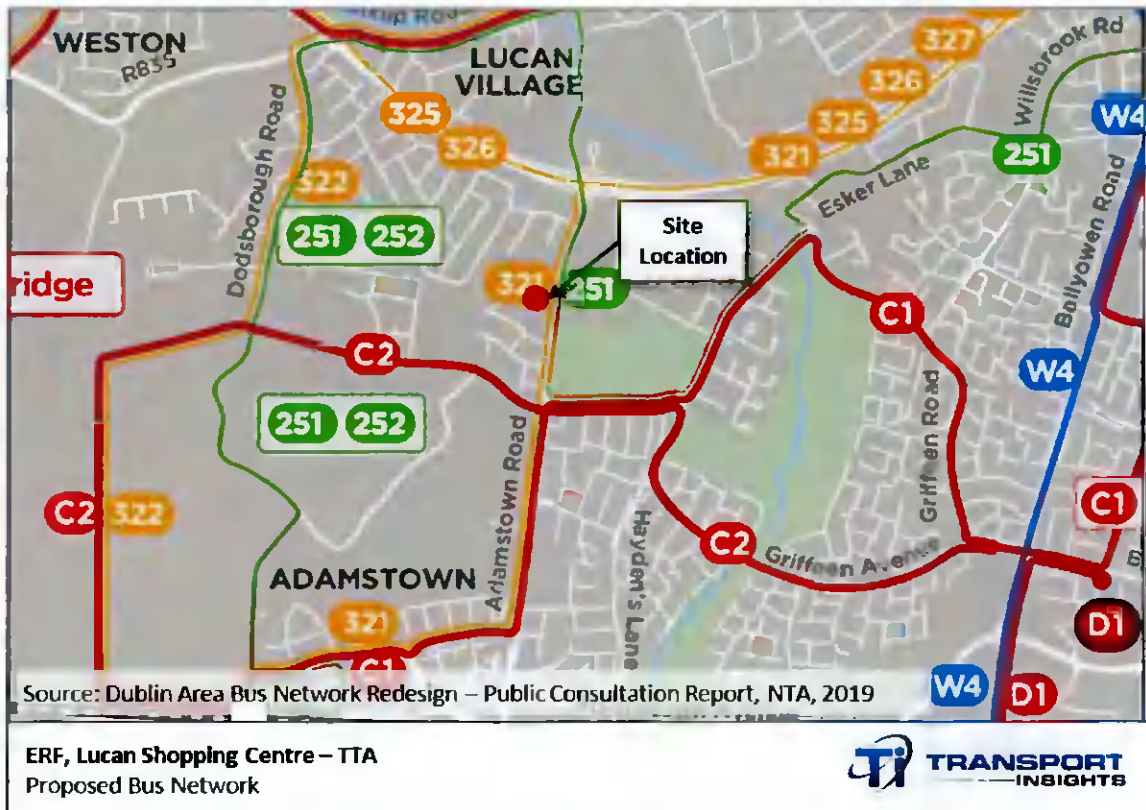 WESTON
R835
LUCAN
VILLAGE
327
326
325
321
Willsbrook Rd
W4
325
326
251
Esker Lane
Ballyowen Road
Dodsborough Road
322
251 252
Site
Location
ridge
321
251
C1
C2
W4
251 252
Adamstown Road
Griffeen Road
C2
322
C1
Hayden's Lane
C2
Griffeen Avenue
ADAMSTOWN
321
C1
D1
W4
D1
Source: Dublin Area Bus Network Redesign – Public Consultation Report, NTA, 2019
ERF, Lucan Shopping Centre – TTA
Proposed Bus Network
Ti TRANSPORT
INSIGHTS